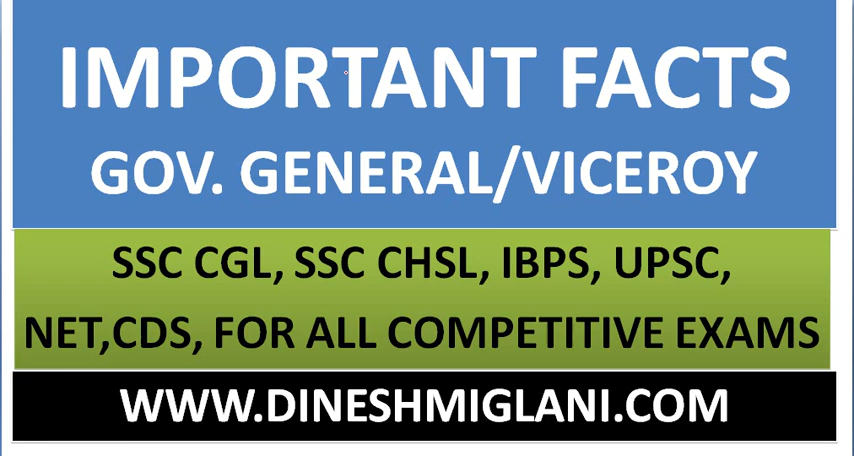 IMPORTANT FACTS
GOV. GENERAL/VICEROY
SSC CGL, SSC CHSL, IBPS, UPSC,
NET,CDS, FOR ALL COMPETITIVE EXAMS
WWW.DINESHMIGLANI.COM